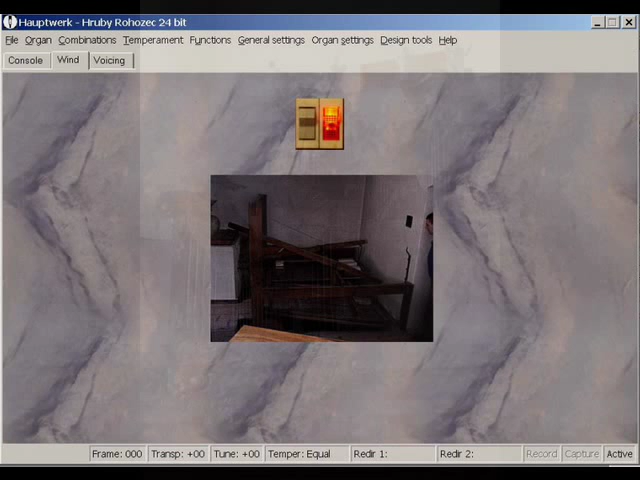 Hauptwerk - Hruby Rohozec 24 bit
File Organ Combinations Temperament Functions General settings Organ settings Design tools Help
Console Wind Voicing
Frame: 000 Transp: +00 Tune: +00 Temper: Equal Redir 1: Redir 2: Record Capture Active